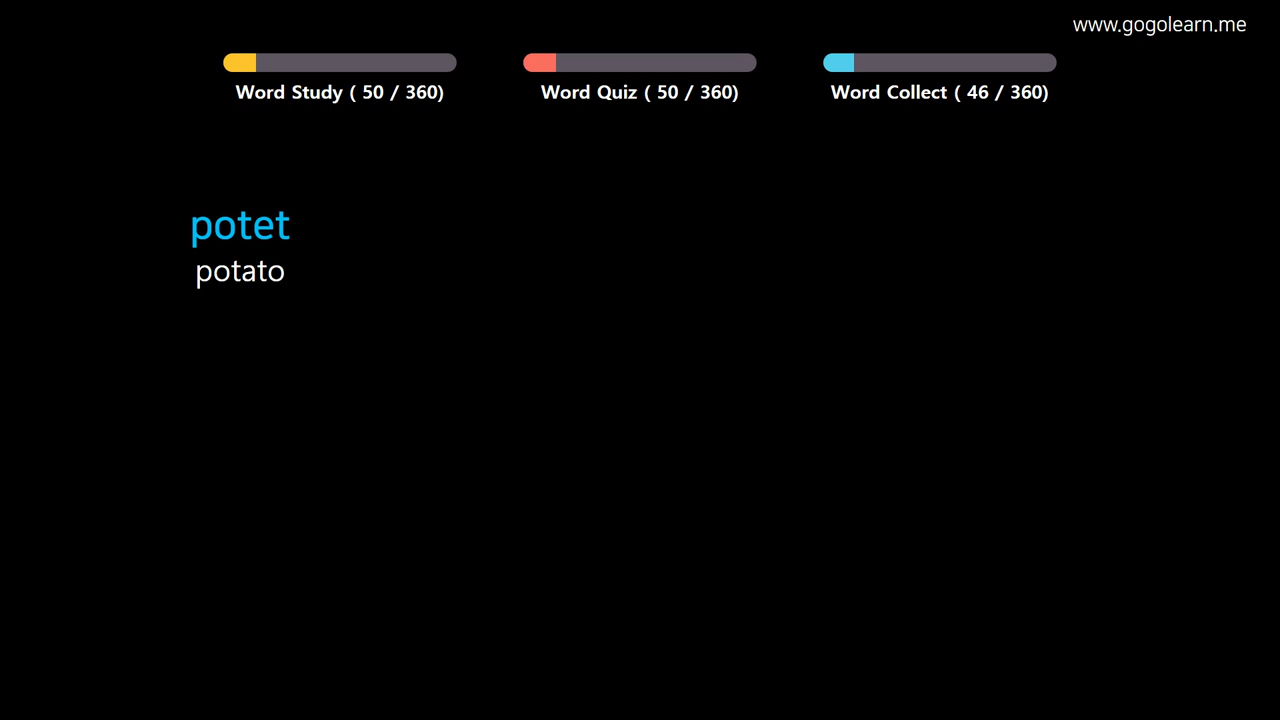 www.gogolearn.me
Word Study ( 50 / 360)
Word Quiz ( 50 / 360)
Word Collect ( 46 / 360)
potet
potato